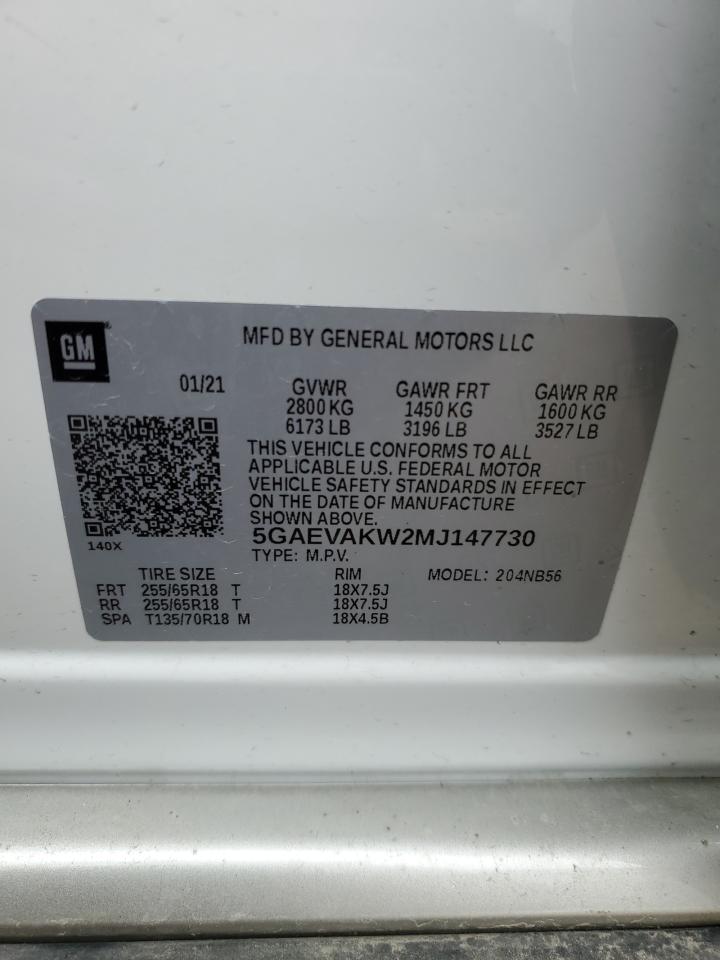 GM
MFD BY GENERAL MOTORS LLC
01/21 GVWR GAWR FRT GAWR RR
2800 KG 1450 KG 1600 KG
6173 LB 3196 LB 3527 LB
THIS VEHICLE CONFORMS TO ALL
APPLICABLE U.S. FEDERAL MOTOR
VEHICLE SAFETY STANDARDS IN EFFECT
ON THE DATE OF MANUFACTURE
SHOWN ABOVE.
5GAEVAKW2MJ147730
140X
TYPE: M.P.V.
TIRE SIZE RIM MODEL: 204NB56
FRT 255/65R18 T 18X7.5J
RR 255/65R18 T 18X7.5J
SPA T135/70R18 M 18X4.5B